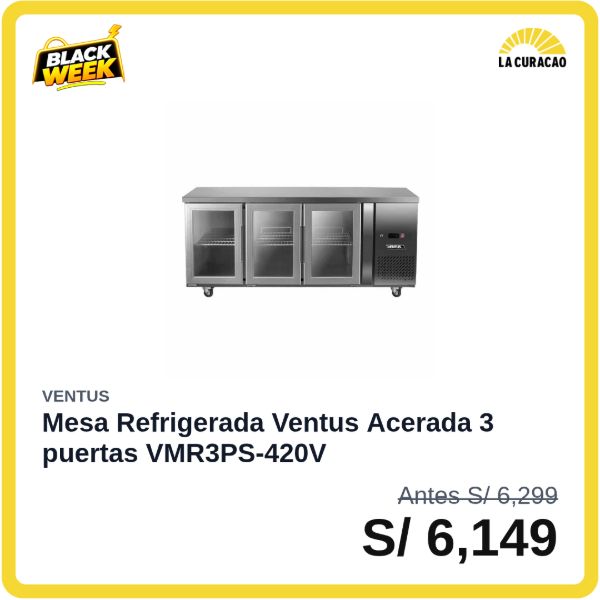 BLACK
WEEK
LA CURACAO
VENTUS
Mesa Refrigerada Ventus Acerada 3
puertas VMR3PS-420V
Antes S/ 6,299
S/ 6,149